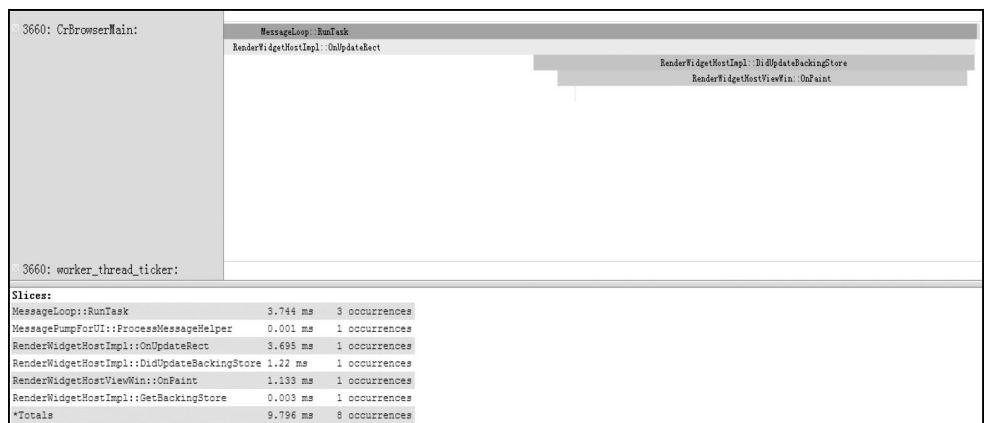 3660: CrBrowserMain:
MessageLoop::RunTask
RenderWidgetHostImpl::OnUpdateRect
RenderWidgetHostImpl::DidUpdateBackingStore
RenderWidgetHostViewWin::OnPaint
3660: worker_thread_ticker:
Slices:
MessageLoop::RunTask 3.744 ms 3 occurrences
MessagePumpForUI::ProcessMessageHelper 0.001 ms 1 occurrences
RenderWidgetHostImpl::OnUpdateRect 3.695 ms 1 occurrences
RenderWidgetHostImpl::DidUpdateBackingStore 1.22 ms 1 occurrences
RenderWidgetHostViewWin::OnPaint 1.133 ms 1 occurrences
RenderWidgetHostImpl::GetBackingStore 0.003 ms 1 occurrences
*Totals 9.796 ms 8 occurrences